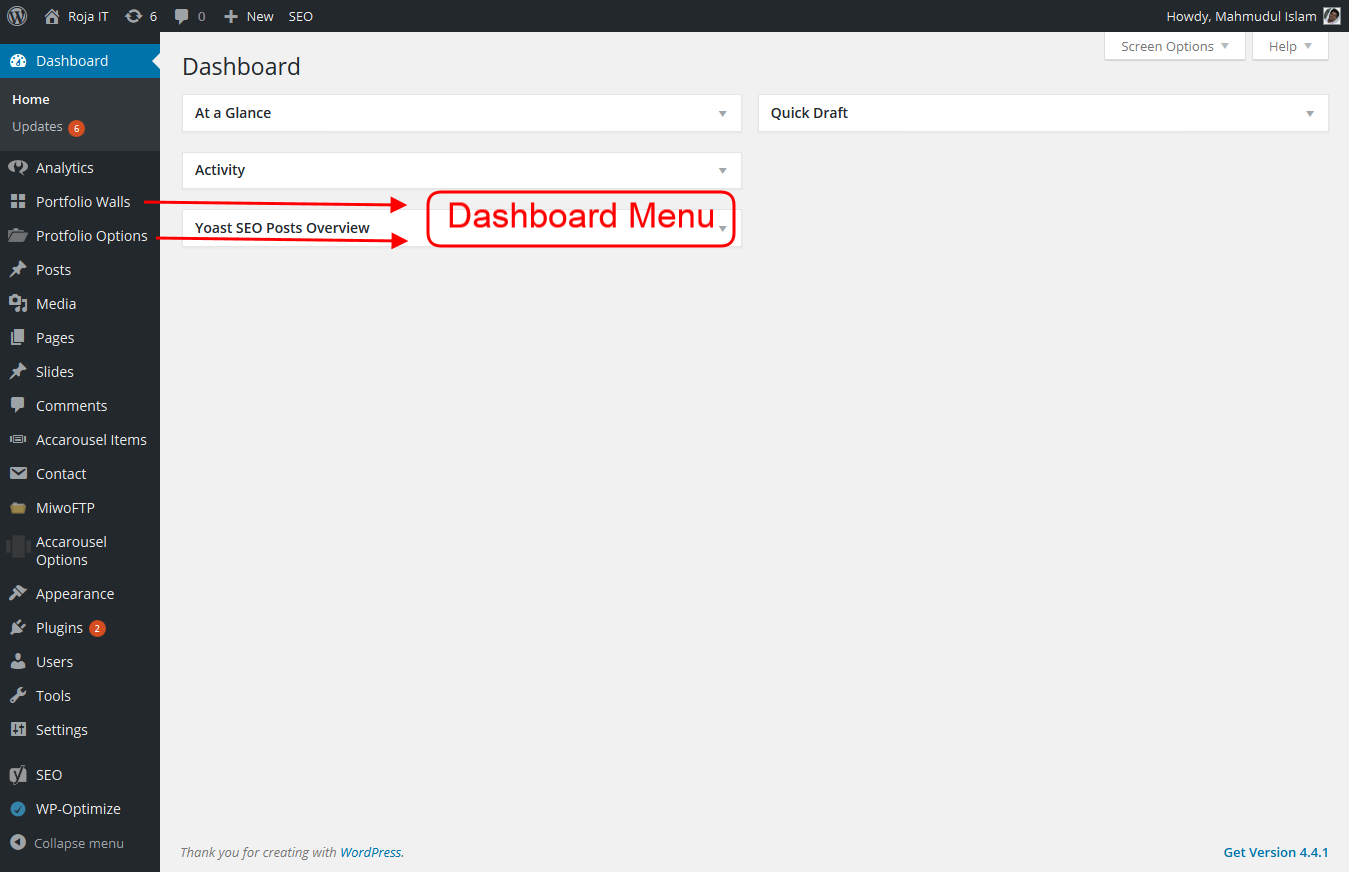 Roja IT 6 0 New SEO Howdy, Mahmudul Islam
Screen Options Help
Dashboard
Home
Updates 6
Analytics
Portfolio Walls
Protfolio Options
Posts
Media
Pages
Slides
Comments
Accarousel Items
Contact
MiwoFTP
Accarousel
Options
Appearance
Plugins 2
Users
Tools
Settings
SEO
WP-Optimize
Collapse menu
Dashboard
At a Glance
Quick Draft
Activity
Dashboard Menu
Yoast SEO Posts Overview
Thank you for creating with WordPress.
Get Version 4.4.1